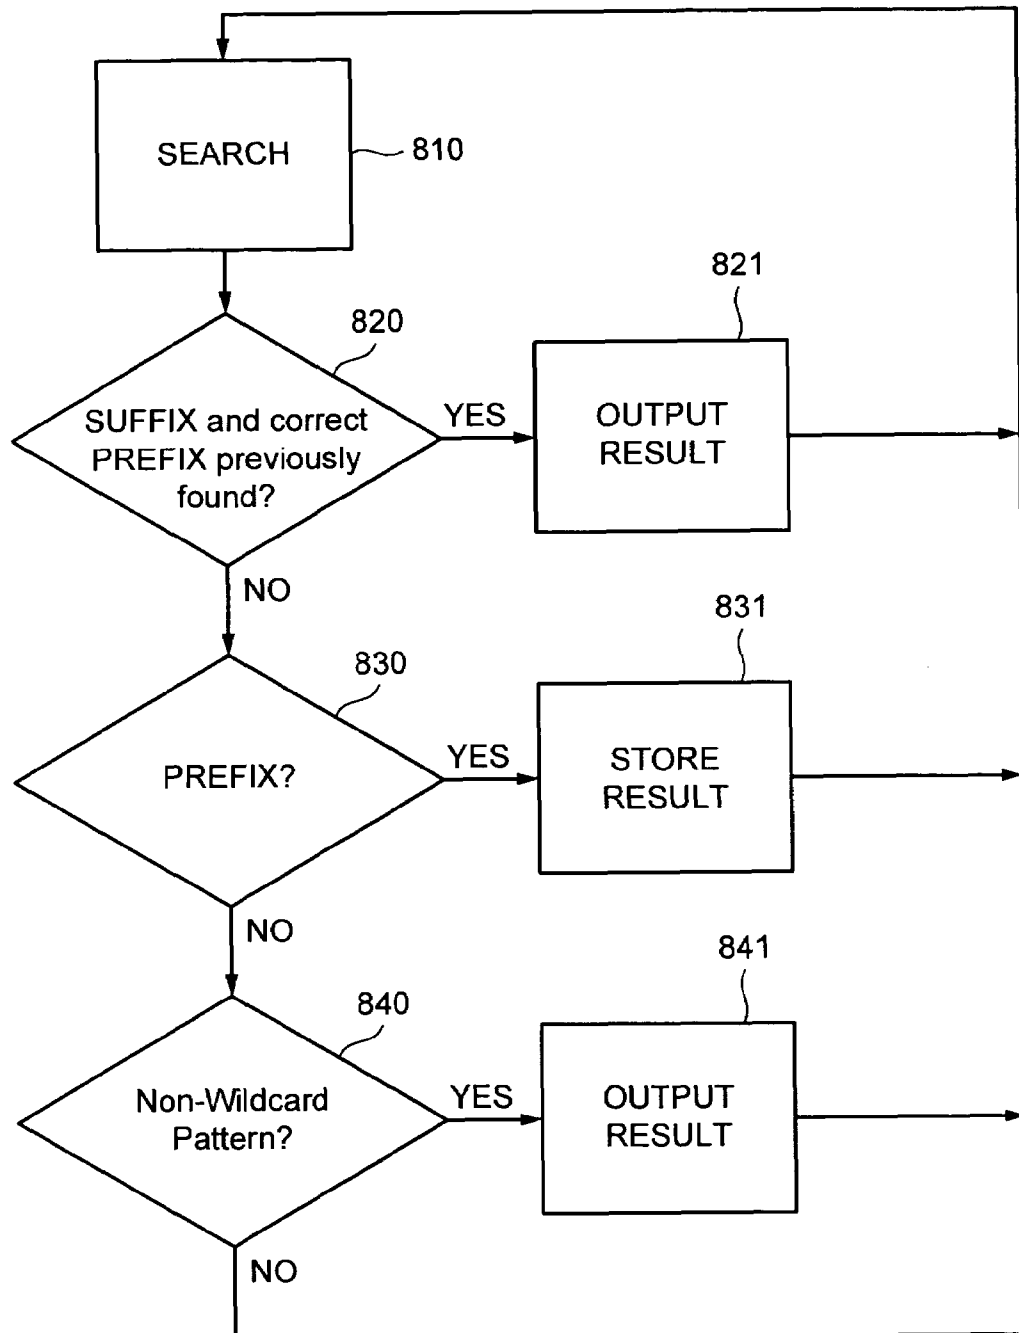 SEARCH
810
820
821
SUFFIX and correct
PREFIX previously
found?
YES
OUTPUT
RESULT
NO
830
831
PREFIX?
YES
STORE
RESULT
NO
840
841
Non-Wildcard
Pattern?
YES
OUTPUT
RESULT
NO